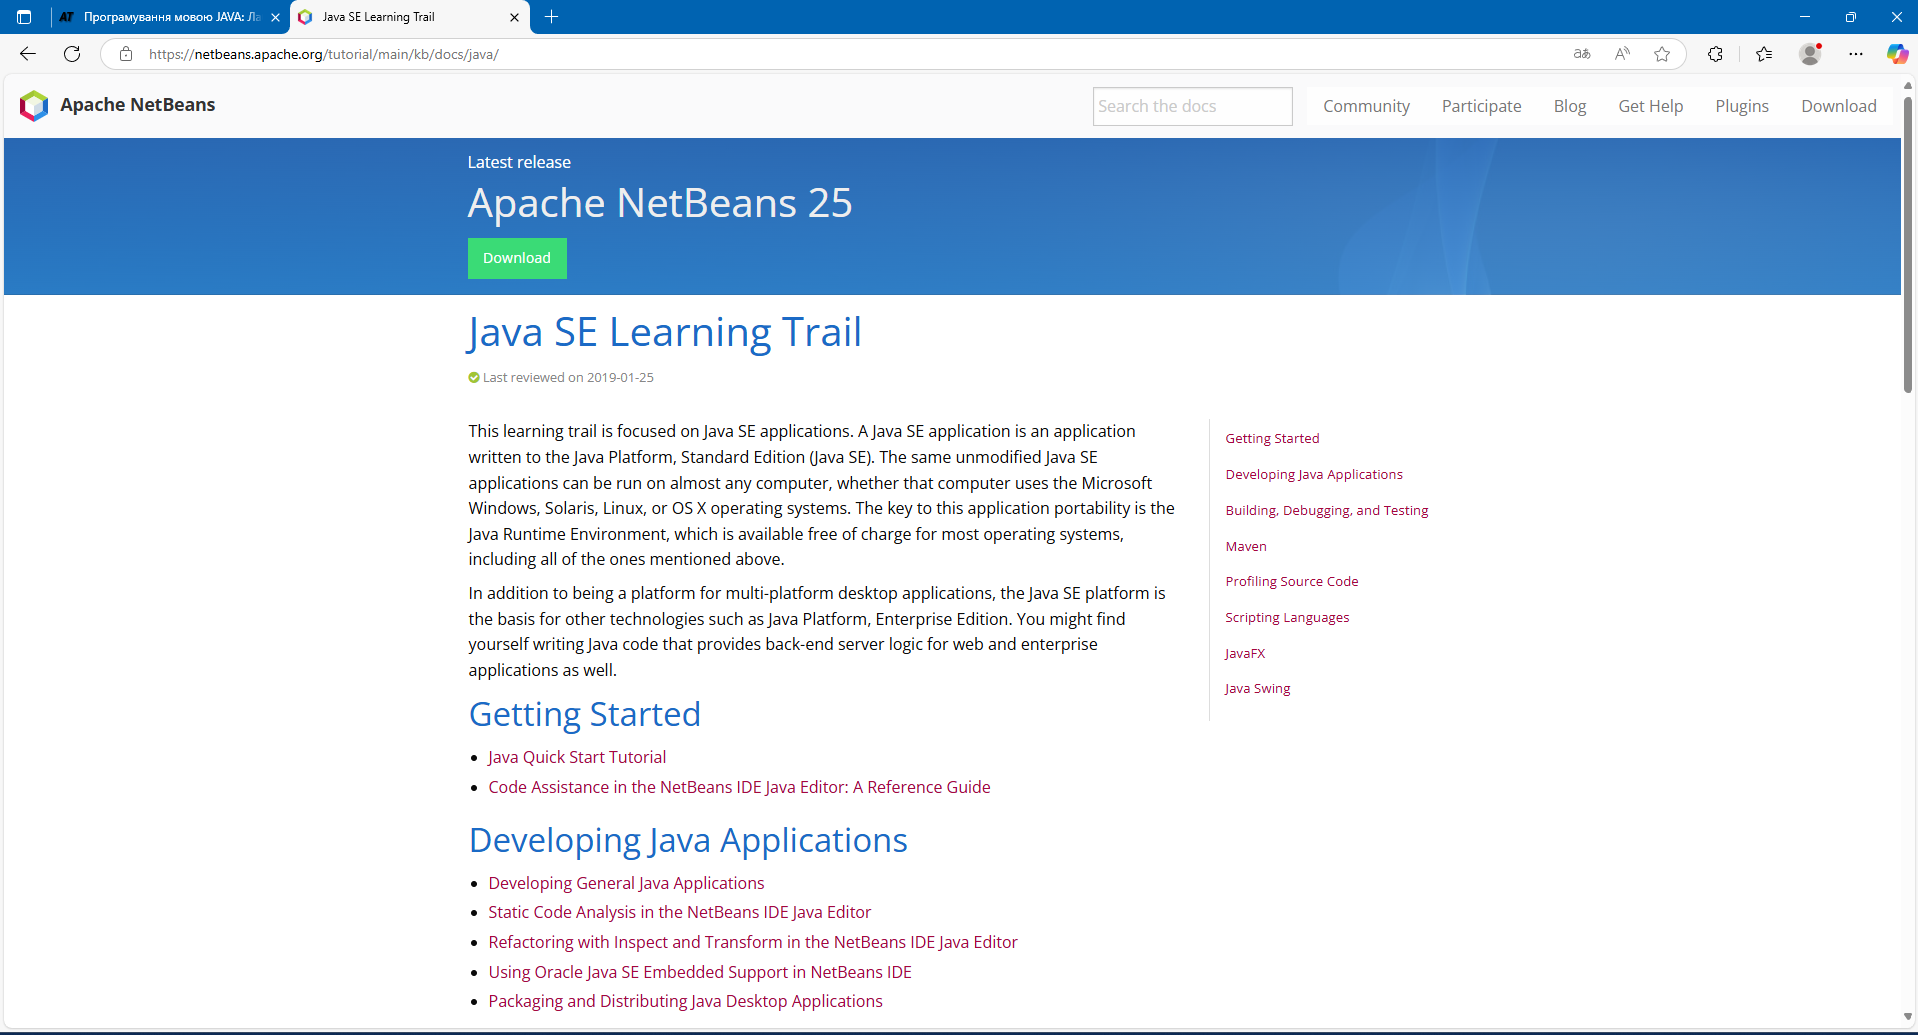 Програмування мовою JAVA: Ла
Java SE Learning Trail
https://netbeans.apache.org/tutorial/main/kb/docs/java/
Apache NetBeans
Search the docs
Community
Participate
Blog
Get Help
Plugins
Download
Latest release
Apache NetBeans 25
Download
Java SE Learning Trail
Last reviewed on 2019-01-25
This learning trail is focused on Java SE applications. A Java SE application is an application
written to the Java Platform, Standard Edition (Java SE). The same unmodified Java SE
applications can be run on almost any computer, whether that computer uses the Microsoft
Windows, Solaris, Linux, or OS X operating systems. The key to this application portability is the
Java Runtime Environment, which is available free of charge for most operating systems,
including all of the ones mentioned above.
In addition to being a platform for multi-platform desktop applications, the Java SE platform is
the basis for other technologies such as Java Platform, Enterprise Edition. You might find
yourself writing Java code that provides back-end server logic for web and enterprise
applications as well.
Getting Started
Java Quick Start Tutorial
Code Assistance in the NetBeans IDE Java Editor: A Reference Guide
Developing Java Applications
Developing General Java Applications
Static Code Analysis in the NetBeans IDE Java Editor
Refactoring with Inspect and Transform in the NetBeans IDE Java Editor
Using Oracle Java SE Embedded Support in NetBeans IDE
Packaging and Distributing Java Desktop Applications
Getting Started
Developing Java Applications
Building, Debugging, and Testing
Maven
Profiling Source Code
Scripting Languages
JavaFX
Java Swing